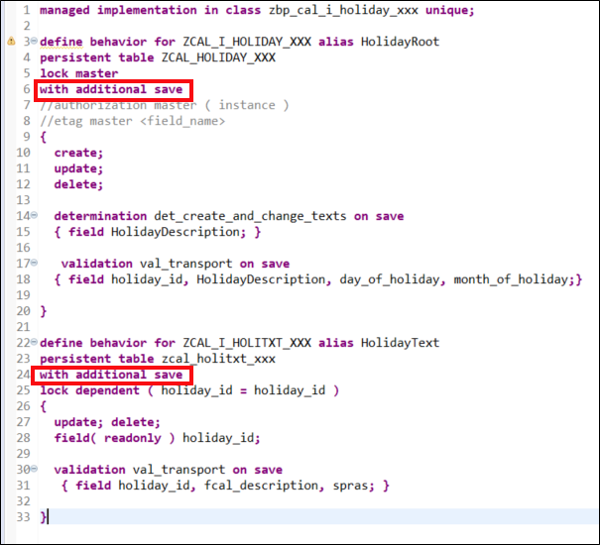 1 managed implementation in class zbp_cal_i_holiday_xxx unique;
2
3 define behavior for ZCAL_I_HOLIDAY_XXX alias HolidayRoot
4 persistent table ZCAL_HOLIDAY_XXX
5 lock master
6 with additional save
7 //authorization master ( instance )
8 //etag master <field_name>
9 {
10 create;
11 update;
12 delete;
13
14 determination det_create_and_change_texts on save
15 { field HolidayDescription; }
16
17 validation val_transport on save
18 { field holiday_id, HolidayDescription, day_of_holiday, month_of_holiday;}
19
20 }
21
22 define behavior for ZCAL_I_HOLITXT_XXX alias HolidayText
23 persistent table zcal_holitxt_xxx
24 with additional save
25 lock dependent ( holiday_id = holiday_id )
26 {
27 update; delete;
28 field( readonly ) holiday_id;
29
30 validation val_transport on save
31 { field holiday_id, fcal_description, spras; }
32
33 }